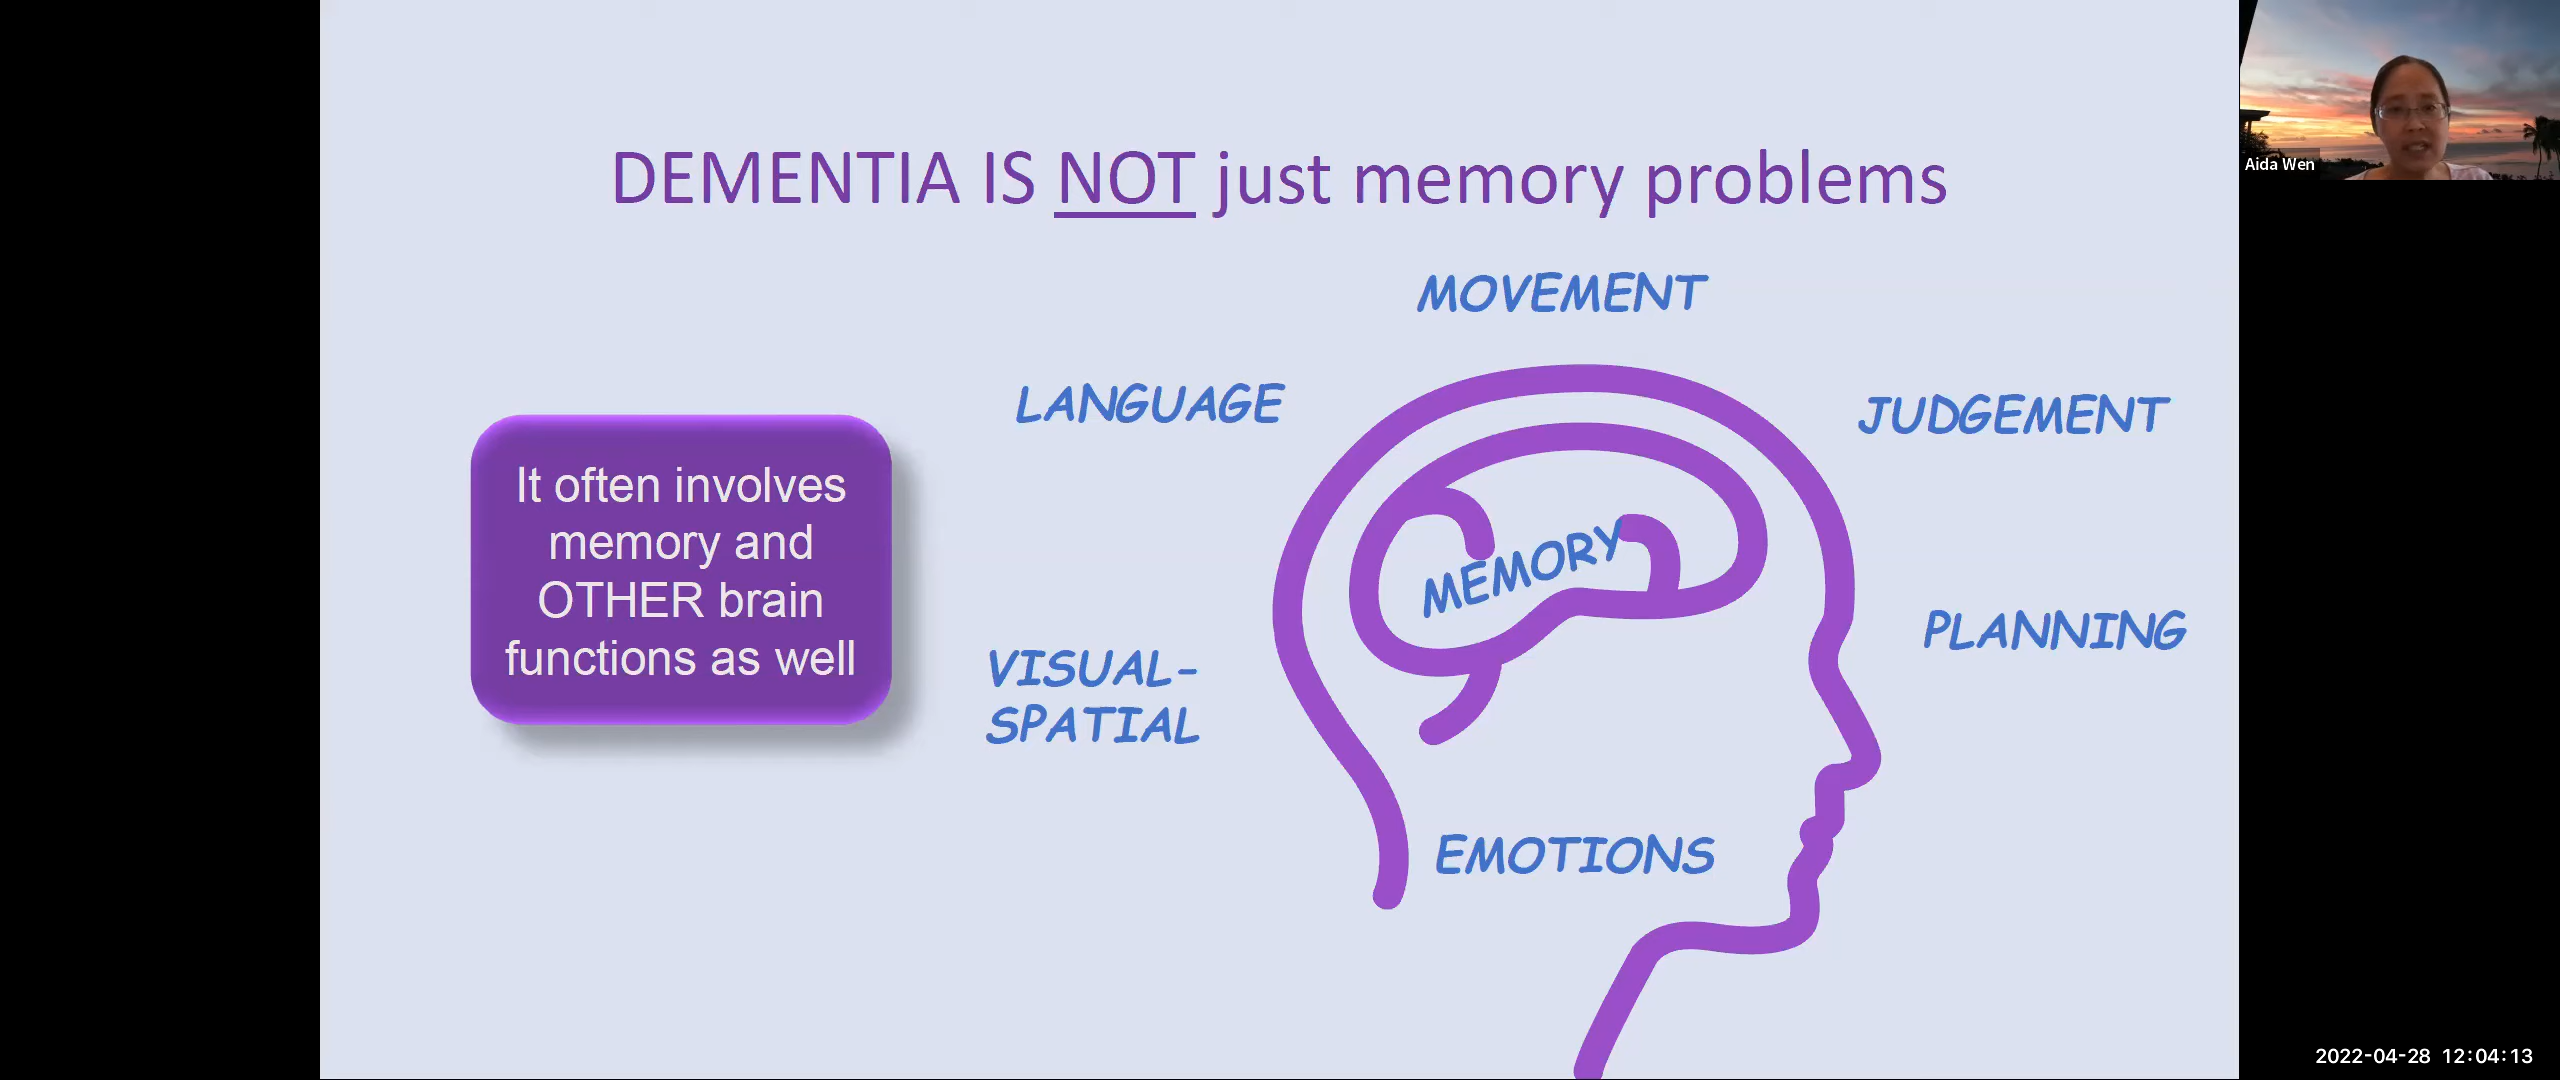 DEMENTIA IS NOT just memory problems
MOVEMENT
LANGUAGE
JUDGEMENT
It often involves
memory and
OTHER brain
functions as well
MEMORY
PLANNING
VISUAL-
SPATIAL
EMOTIONS
Aida Wen
2022-04-28 12:04:13